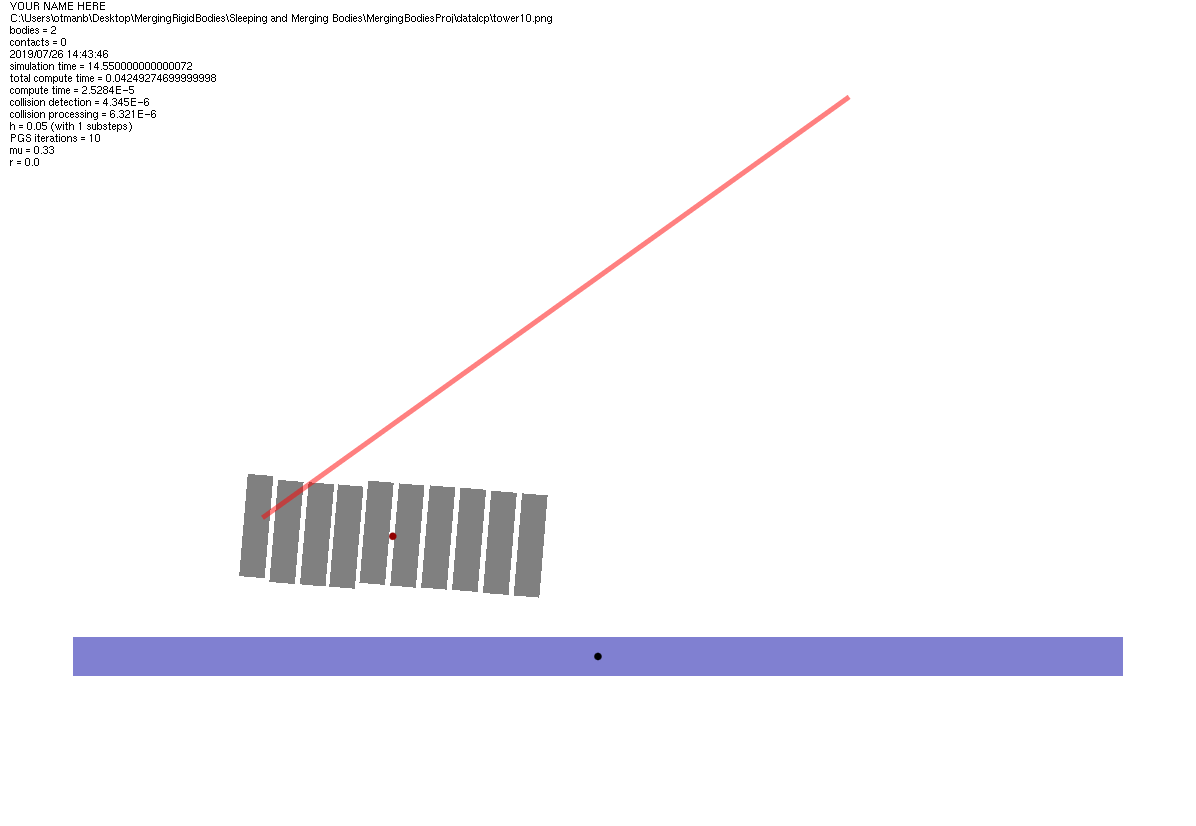 YOUR NAME HERE
C:\Users\otmanb\Desktop\MergingRigidBodies\Sleeping and Merging Bodies\MergingBodiesProj\datalcp\tower10.png
bodies = 2
contacts = 0
2019/07/26 14:43:46
simulation time = 14.550000000000072
total compute time = 0.04249274699999998
compute time = 2.5284E-5
collision detection = 4.345E-6
collision processing = 6.321E-6
h = 0.05 (with 1 substeps)
PGS iterations = 10
mu = 0.33
r = 0.0